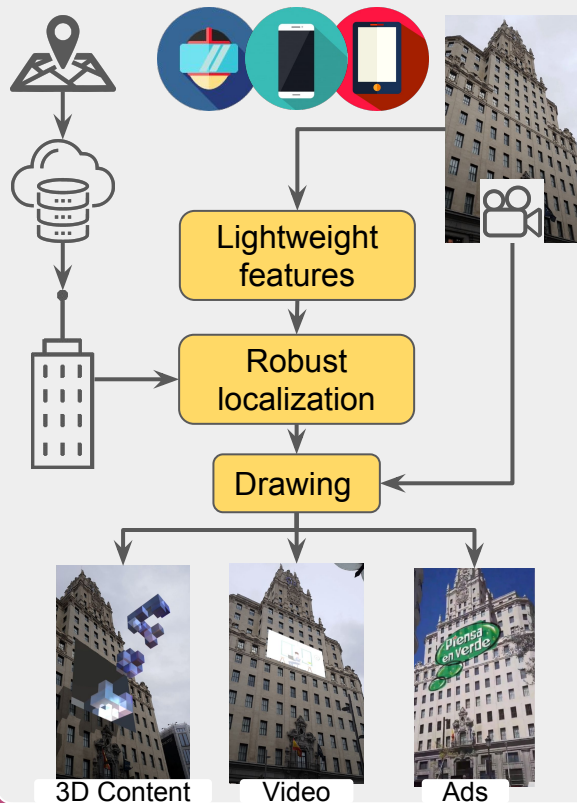 Lightweight
features
Robust
localization
Drawing
Piensa
en Verde
3D Content
Video
Ads